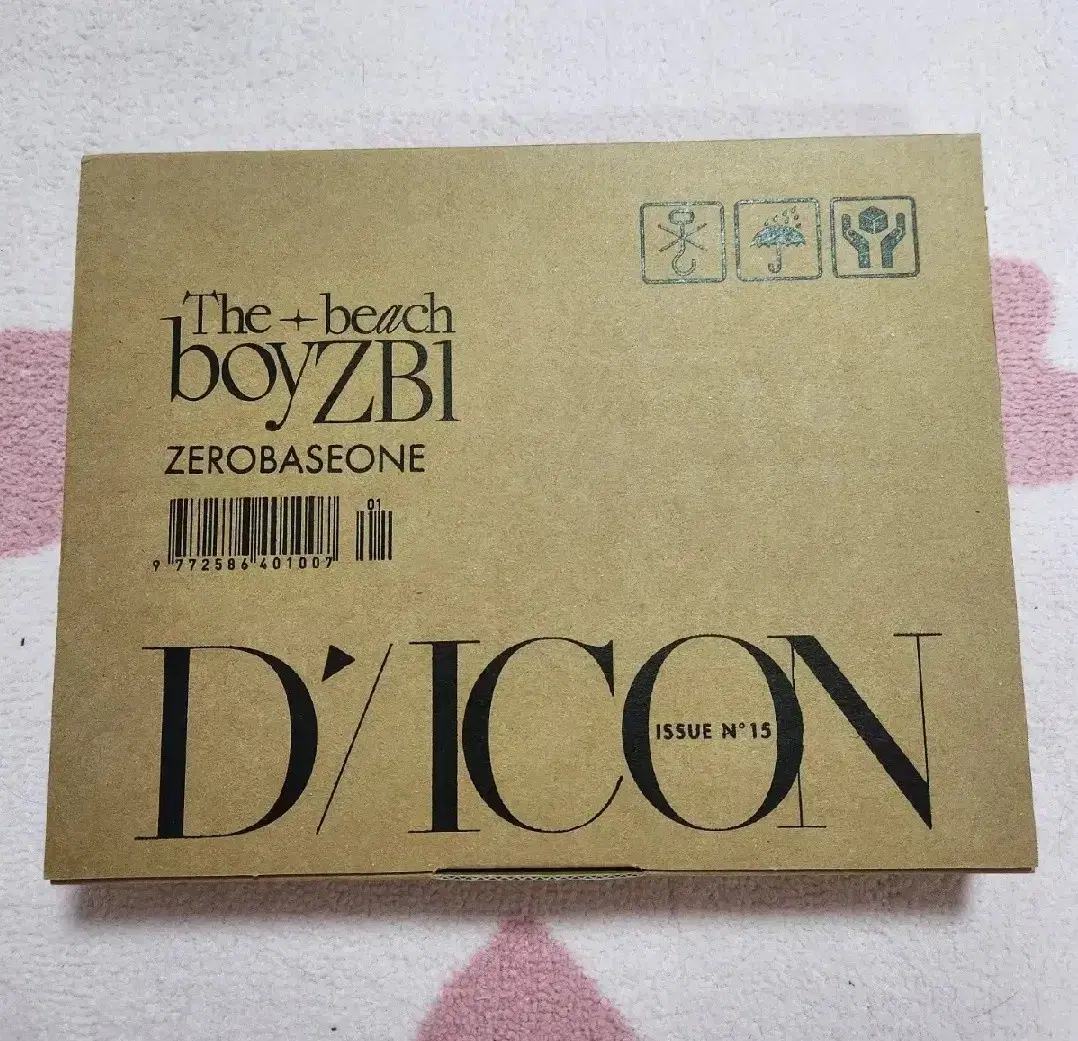 The beach
boyZB1
ZEROBASEONE
01
9 772586 401007
D'/ICON
ISSUE N°15